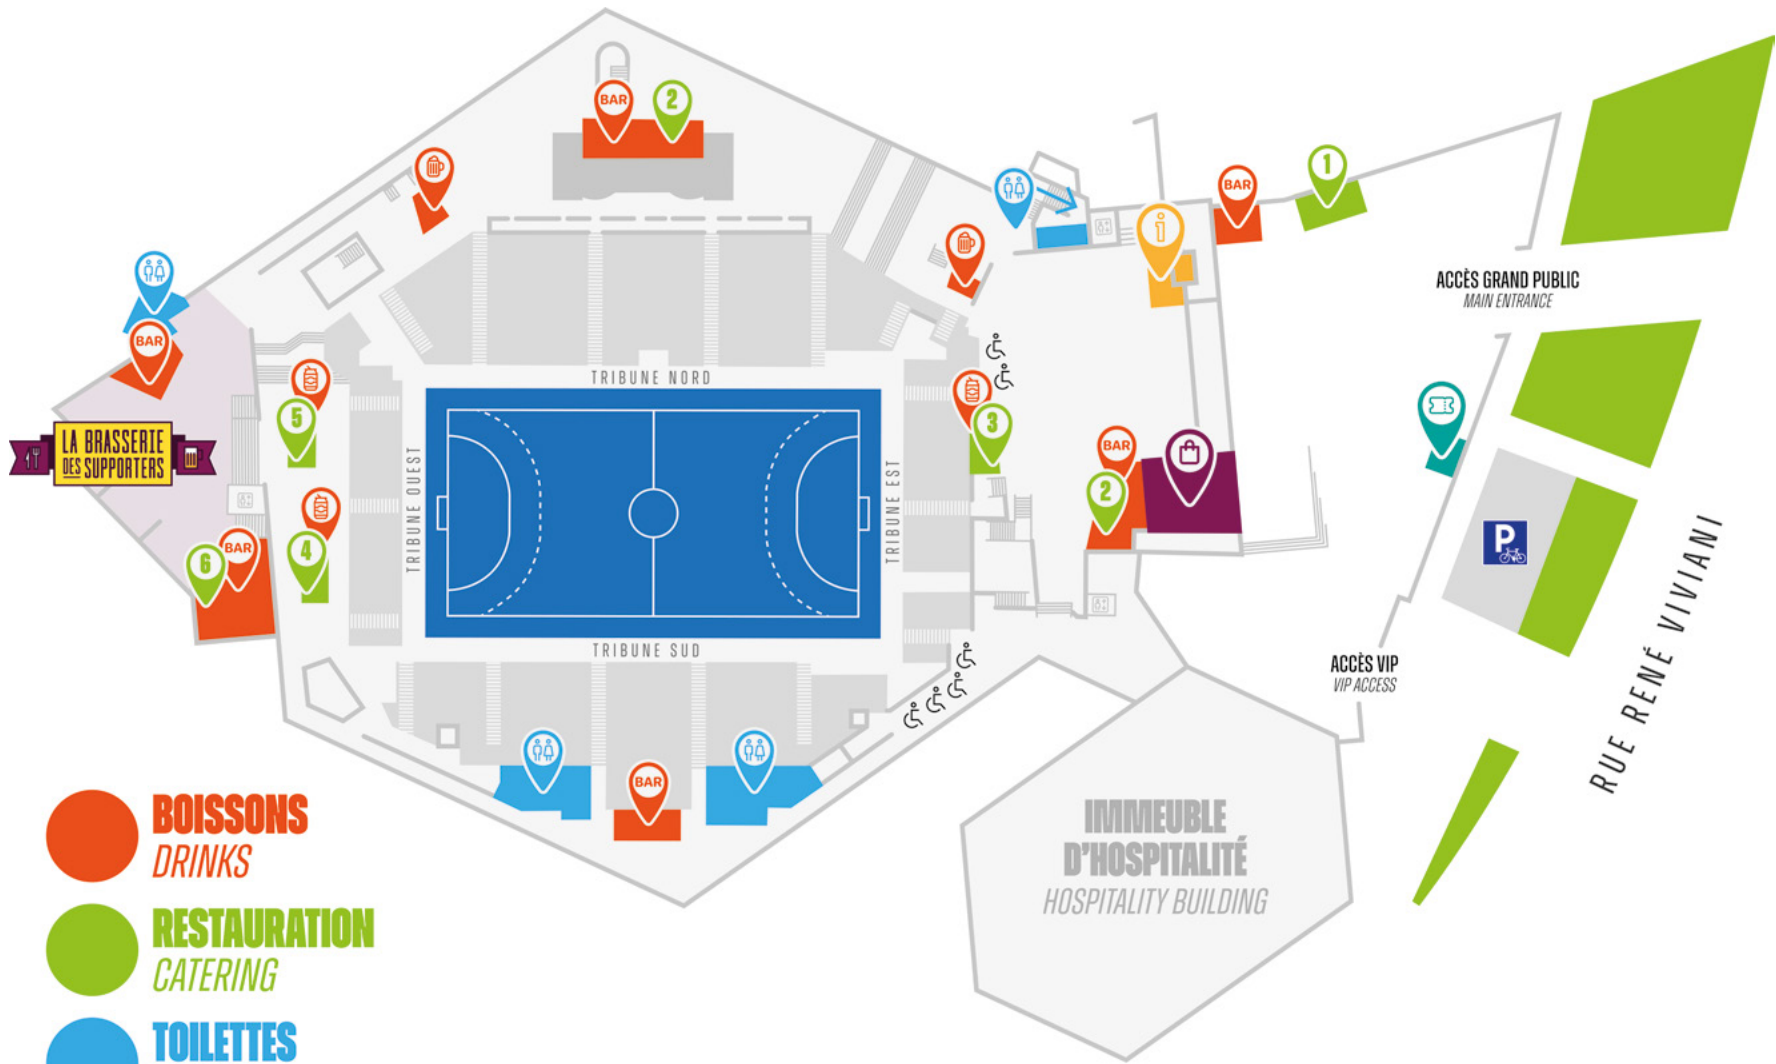 BAR
2
1
BAR
i
ACCÈS GRAND PUBLIC
MAIN ENTRANCE
BAR
TRIBUNE NORD
5
3
LA BRASSERIE
DES SUPPORTERS
TRIBUNE OUEST
TRIBUNE EST
BAR
2
4
6
BAR
P
RUE RENÉ VIVIANI
TRIBUNE SUD
ACCÈS VIP
VIP ACCESS
BAR
IMMEUBLE
D'HOSPITALITÉ
HOSPITALITY BUILDING
BOISSONS
DRINKS
RESTAURATION
CATERING
TOILETTES